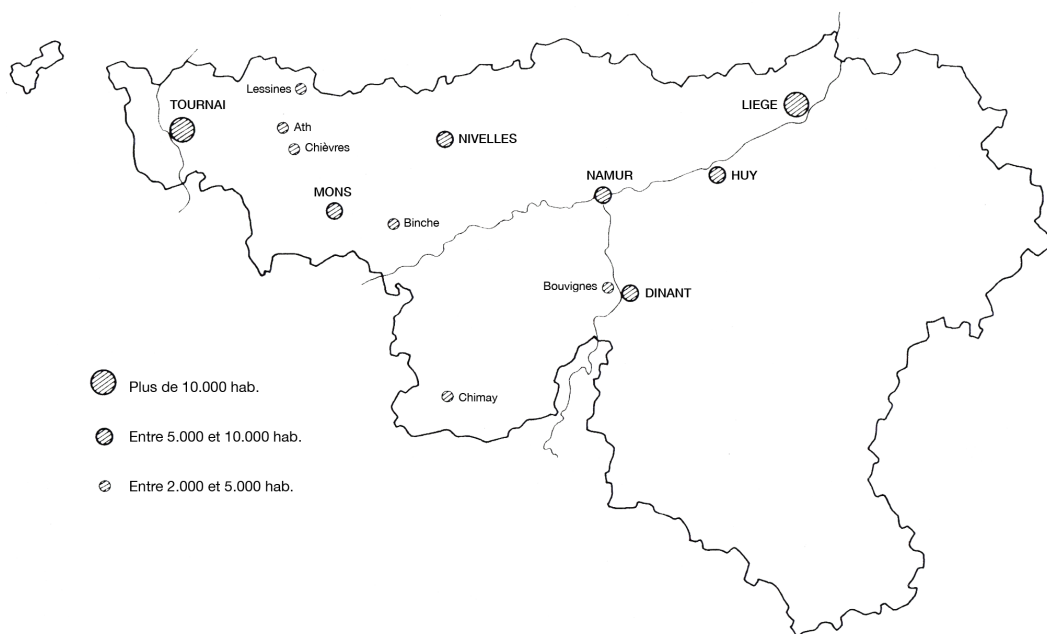 Lessines
TOURNAI
LIEGE
Ath
NIVELLES
Chièvres
NAMUR
HUY
MONS
Binche
Bouvignes
DINANT
Plus de 10.000 hab.
Chimay
Entre 5.000 et 10.000 hab.
Entre 2.000 et 5.000 hab.